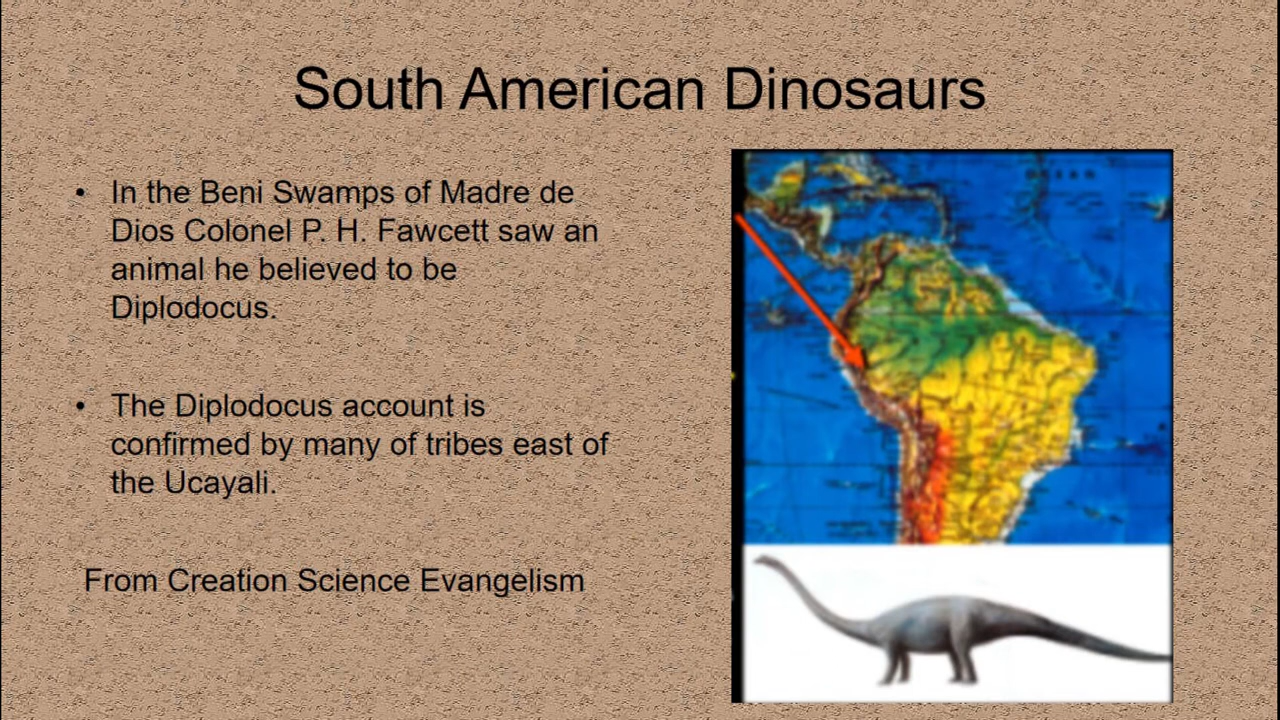 South American Dinosaurs
• In the Beni Swamps of Madre de
Dios Colonel P. H. Fawcett saw an
animal he believed to be
Diplodocus.
• The Diplodocus account is
confirmed by many of tribes east of
the Ucayali.
From Creation Science Evangelism
OCEAN